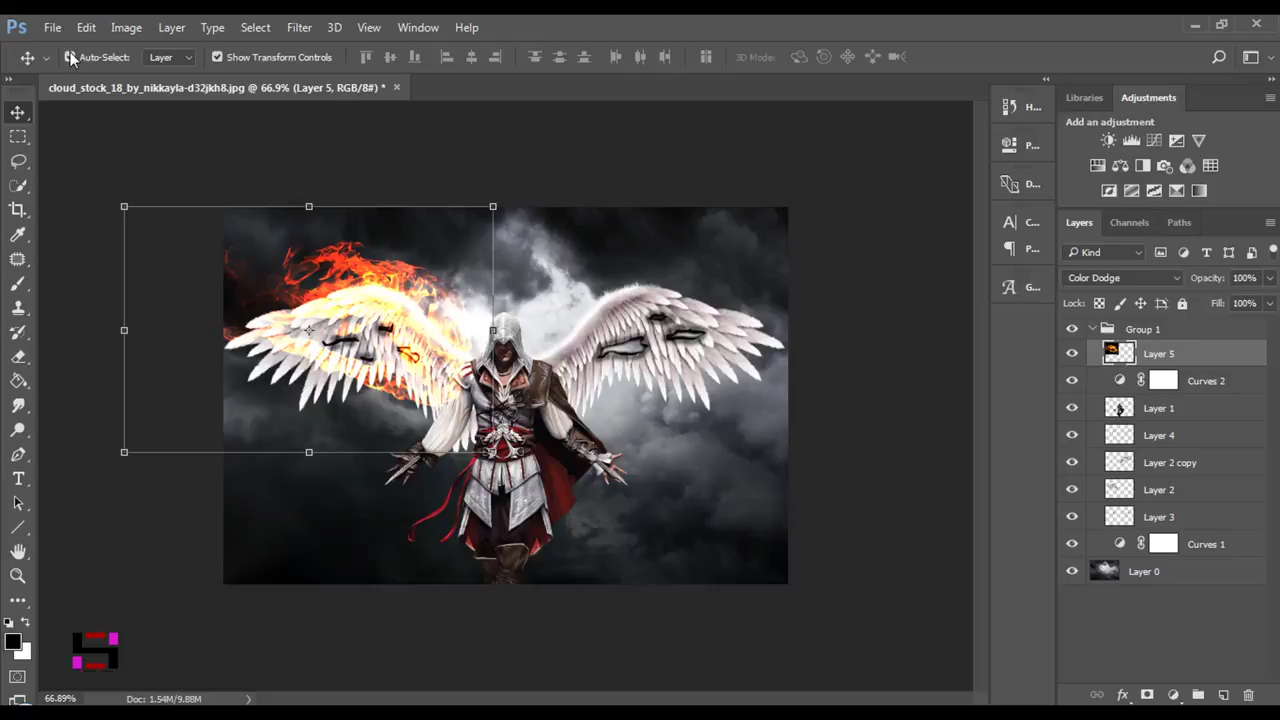 Ps File Edit Image Layer Type Select Filter 3D View Window Help
Auto-Select: Layer Show Transform Controls 3D Mode:
cloud_stock_18_by_nikkayla-d32jkh8.jpg @ 66.9% (Layer 5, RGB/8#) *
Libraries Adjustments
H...
Add an adjustment
P...
D...
C...
Layers Channels Paths
P...
Kind
Color Dodge Opacity: 100%
G...
Lock: Fill: 100%
Group 1
Layer 5
Curves 2
Layer 1
Layer 4
Layer 2 copy
Layer 2
Layer 3
Curves 1
Layer 0
66.89% Doc: 1.54M/9.88M